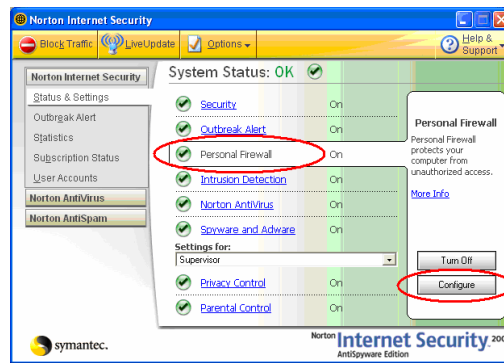 Norton Internet Security
Block Traffic
LiveUpdate
Options
Help & Support
Norton Internet Security
Status & Settings
Outbreak Alert
Statistics
Subscription Status
User Accounts
Norton AntiVirus
Norton AntiSpam
System Status: OK
Security On
Outbreak Alert On
Personal Firewall On
Intrusion Detection On
Norton AntiVirus On
Spyware and Adware On
Settings for:
Supervisor
Privacy Control On
Parental Control On
Personal Firewall
Personal Firewall
protects your
computer from
unauthorized access.
More Info
Turn Off
Configure
symantec.
Norton Internet Security
AntiSpyware Edition